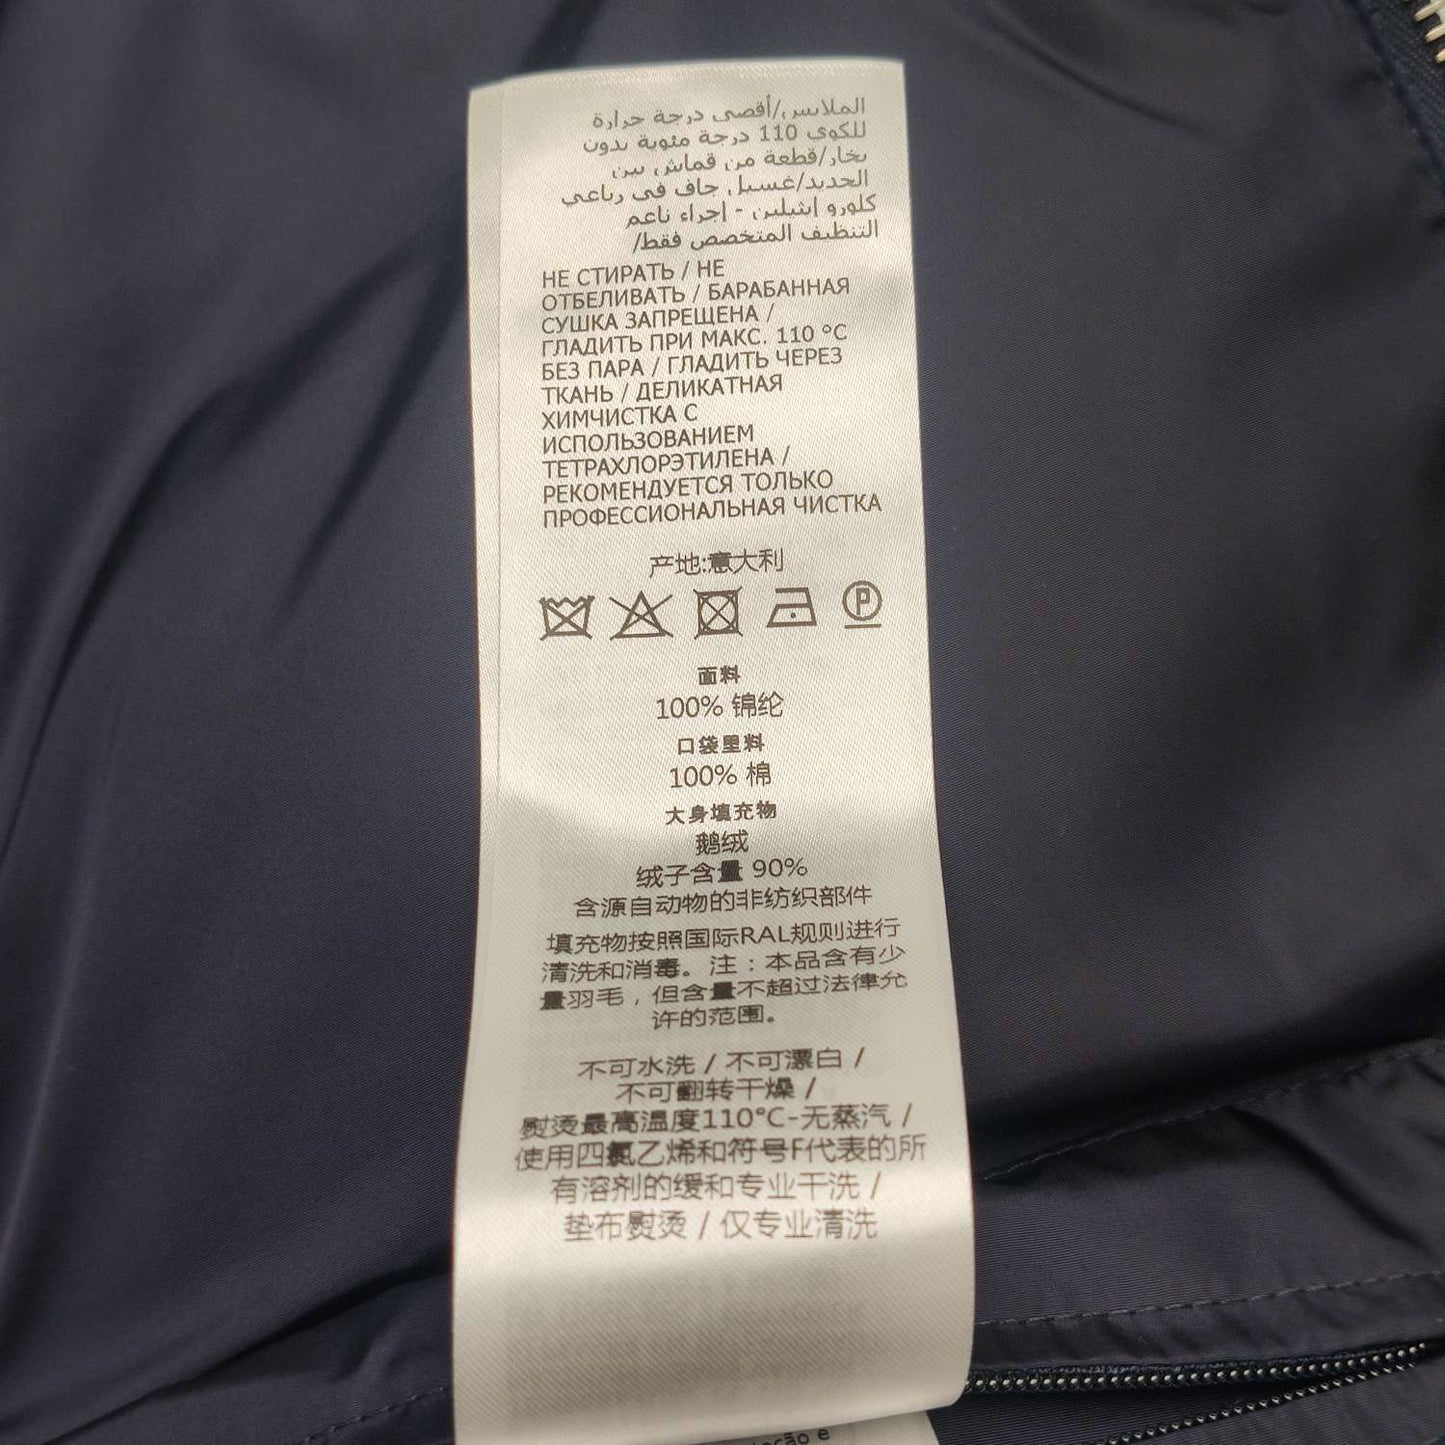 الملابس/أقصى درجة حرارة
للكوي 110 درجة مئوية بدون
بخار/قطعة من قماش بين
الحديد/غسيل جاف في رباعي
كلورو إيثيلين - إجراء ناعم
التنظيف المتخصص فقط/
НЕ СТИРАТЬ / НЕ
ОТБЕЛИВАТЬ / БАРАБАННАЯ
СУШКА ЗАПРЕЩЕНА /
ГЛАДИТЬ ПРИ МАКС. 110 °C
БЕЗ ПАРА / ГЛАДИТЬ ЧЕРЕЗ
ТКАНЬ / ДЕЛИКАТНАЯ
ХИМЧИСТКА С
ИСПОЛЬЗОВАНИЕМ
ТЕТРАХЛОРЭТИЛЕНА /
РЕКОМЕНДУЕТСЯ ТОЛЬКО
ПРОФЕССИОНАЛЬНАЯ ЧИСТКА
产地:意大利
P
面料
100% 锦纶
口袋里料
100% 棉
大身填充物
鹅绒
绒子含量 90%
含源自动物的非纺织部件
填充物按照国际RAL规则进行
清洗和消毒。注：本品含有少
量羽毛，但含量不超过法律允
许的范围。
不可水洗 / 不可漂白 /
不可翻转干燥 /
熨烫最高温度110°C-无蒸汽 /
使用四氯乙烯和符号F代表的所
有溶剂的缓和专业干洗 /
垫布熨烫 / 仅专业清洗